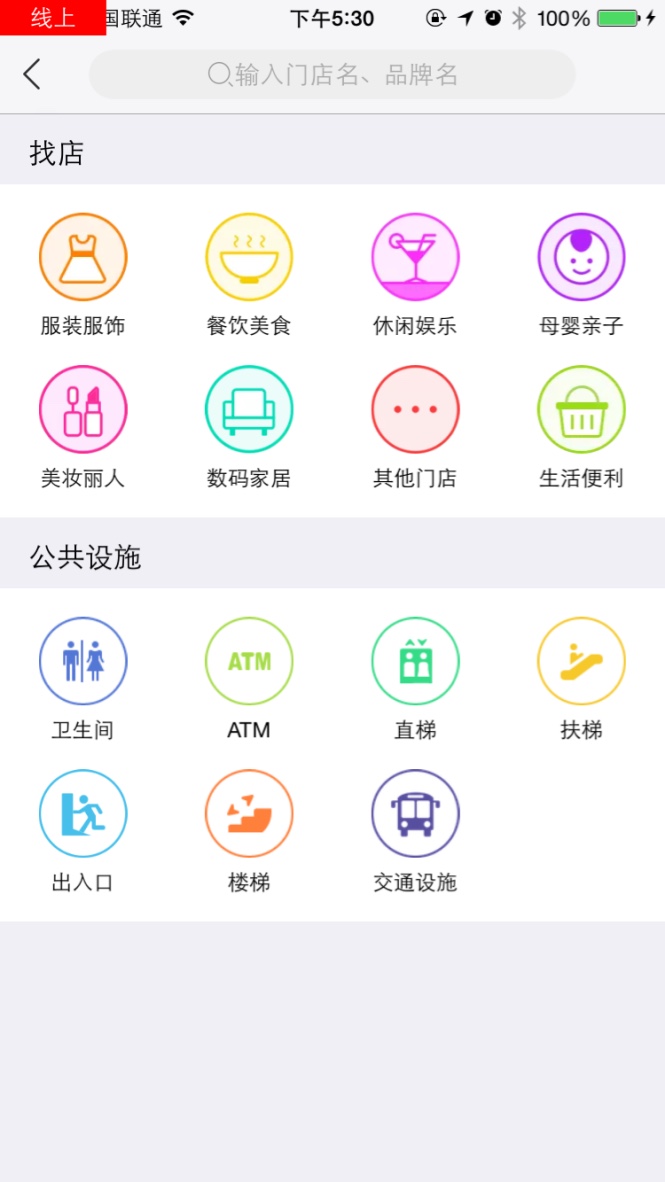 线上 国联通 下午5:30 100%
输入门店名、品牌名
找店
服装服饰 餐饮美食 休闲娱乐 母婴亲子
美妆丽人 数码家居 其他门店 生活便利
公共设施
ATM
卫生间 ATM 直梯 扶梯
出入口 楼梯 交通设施